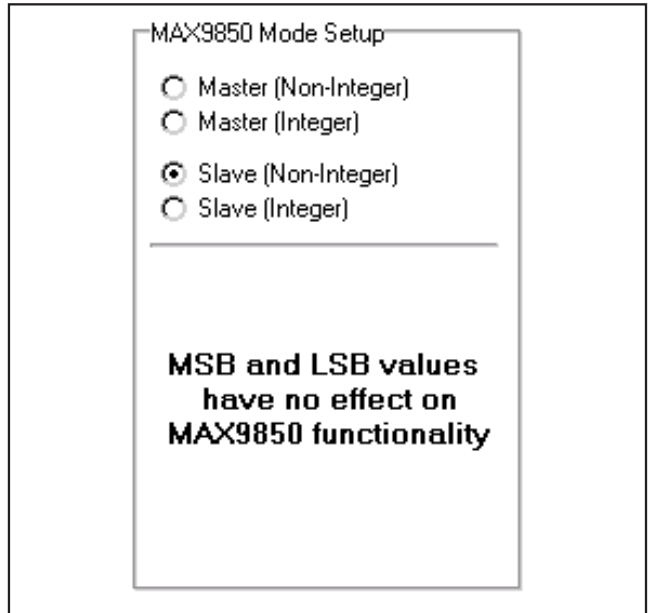 MAX9850 Mode Setup
Master (Non-Integer)
Master (Integer)
Slave (Non-Integer)
Slave (Integer)
MSB and LSB values
have no effect on
MAX9850 functionality